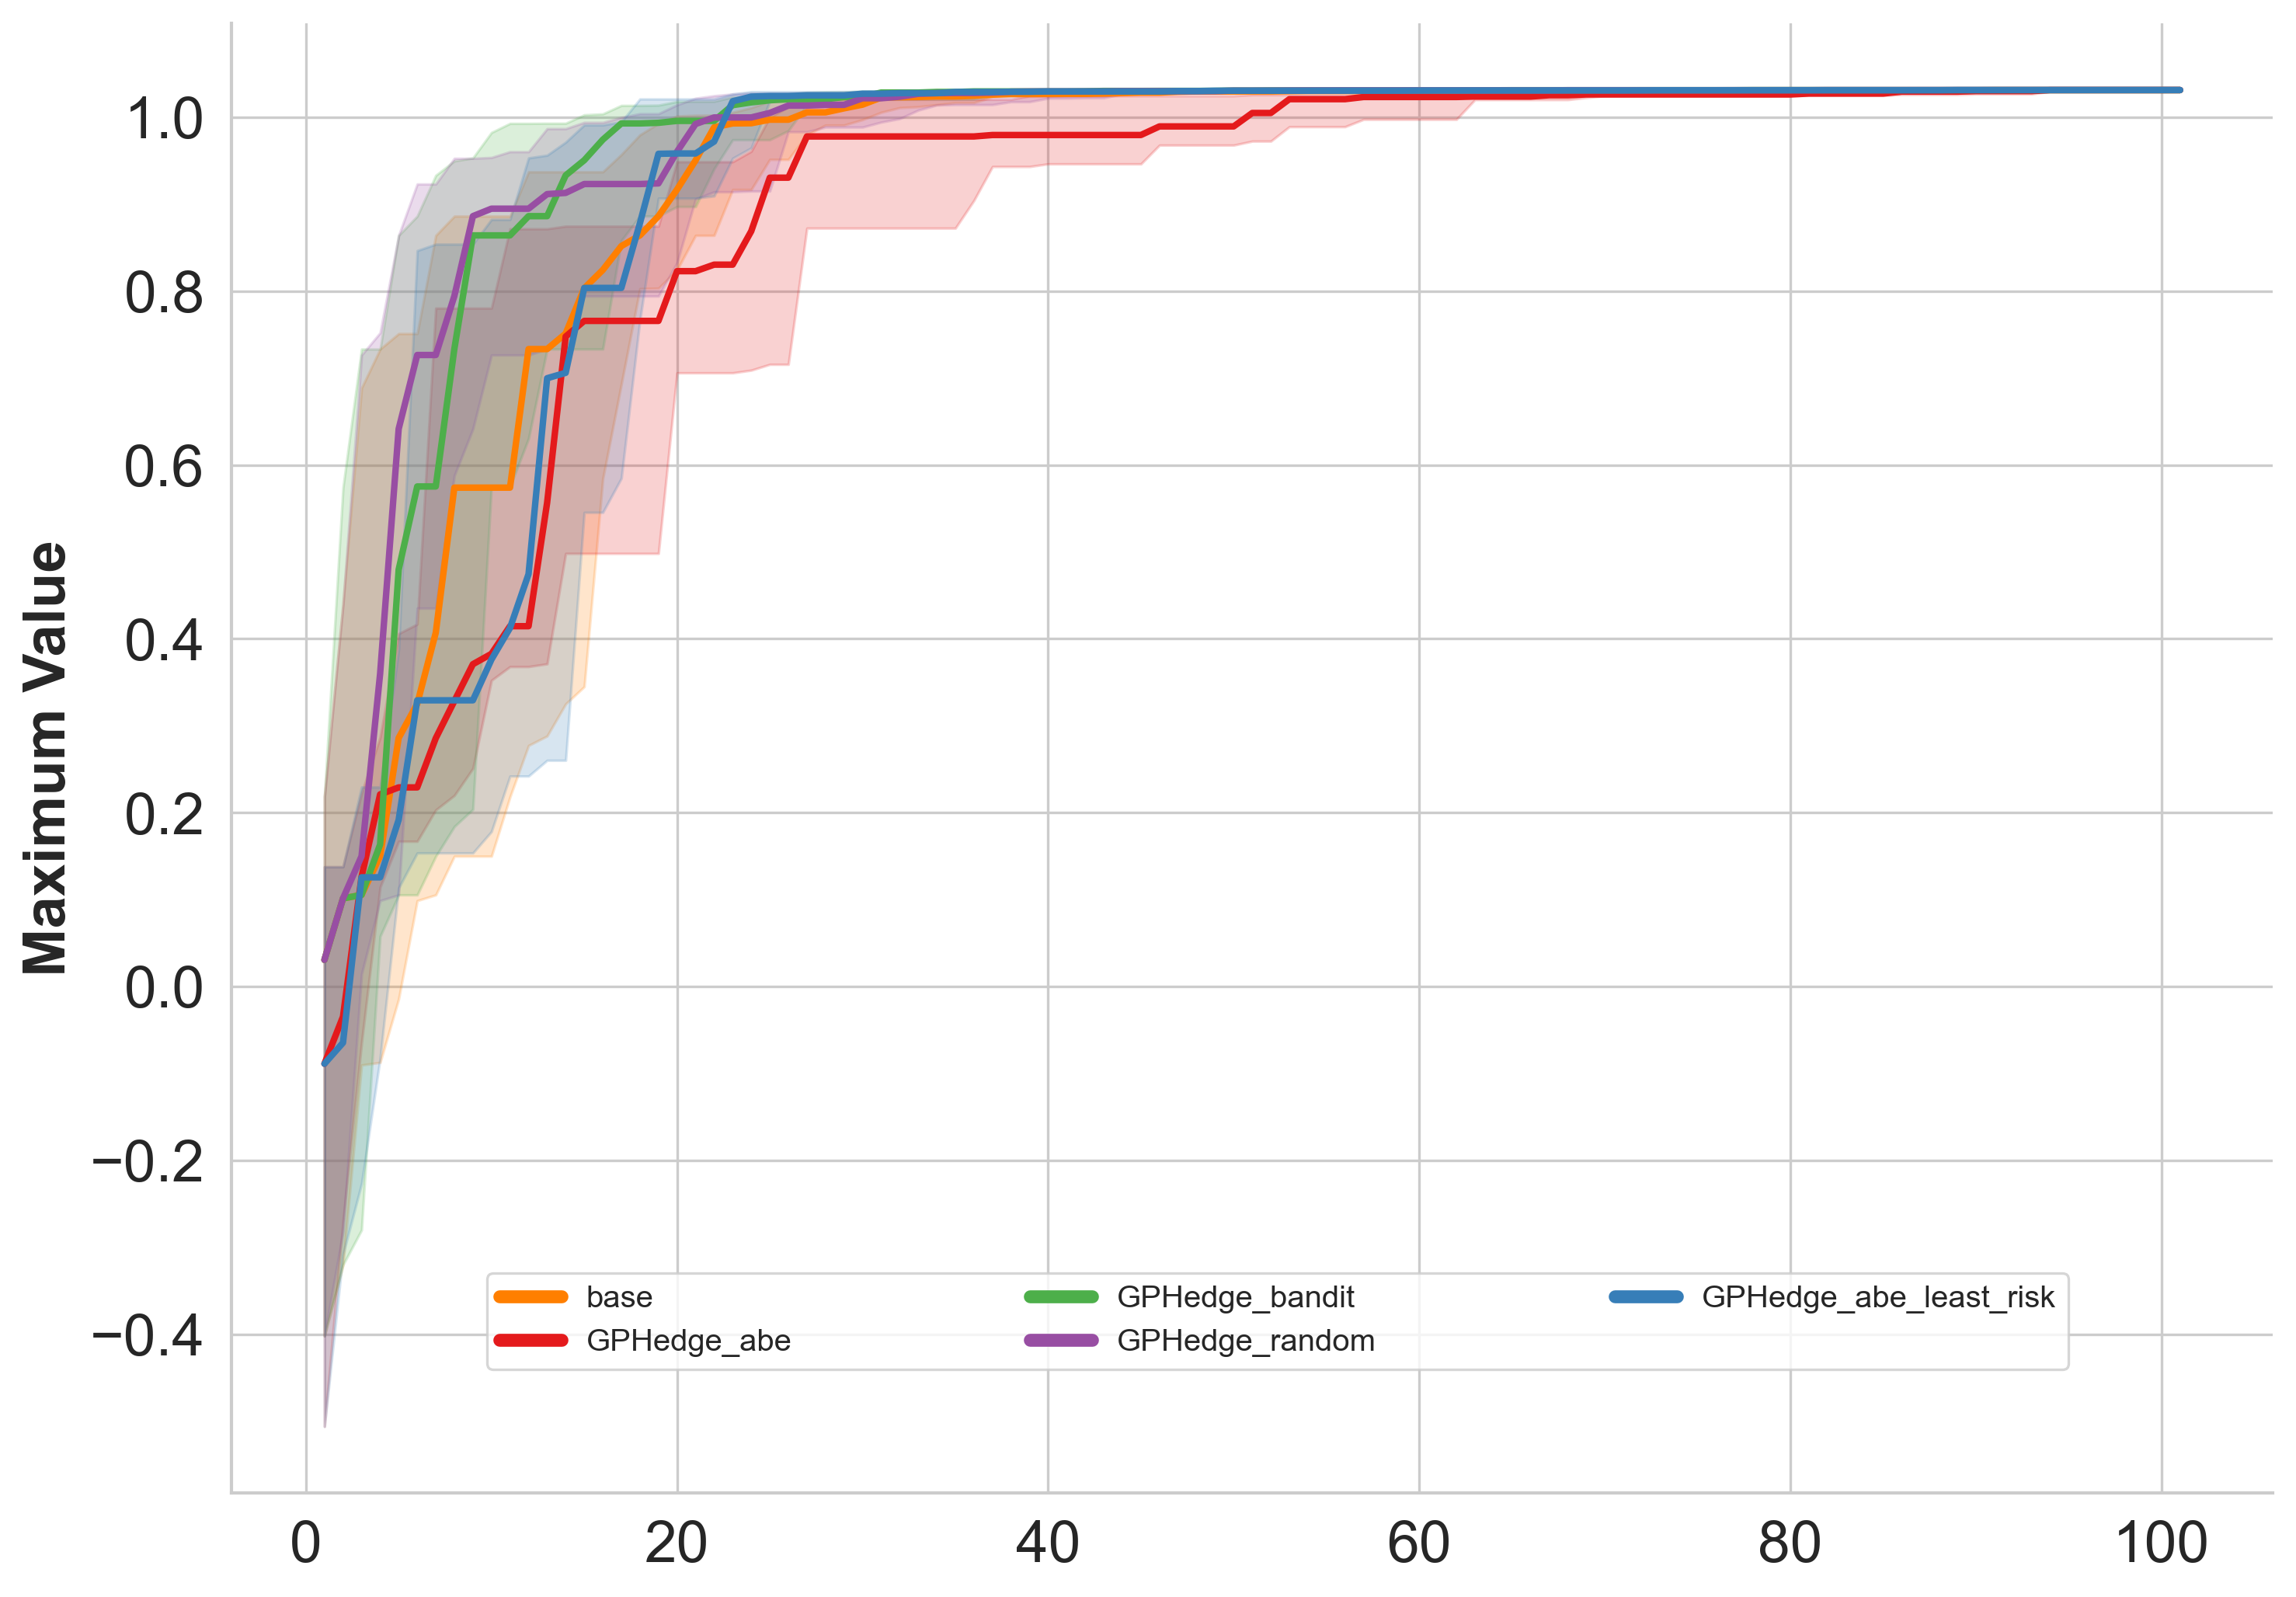 Maximum Value
1.0
0.8
0.6
0.4
0.2
0.0
−0.2
−0.4
0 20 40 60 80 100
base GPHedge_bandit GPHedge_abe_least_risk
GPHedge_abe GPHedge_random